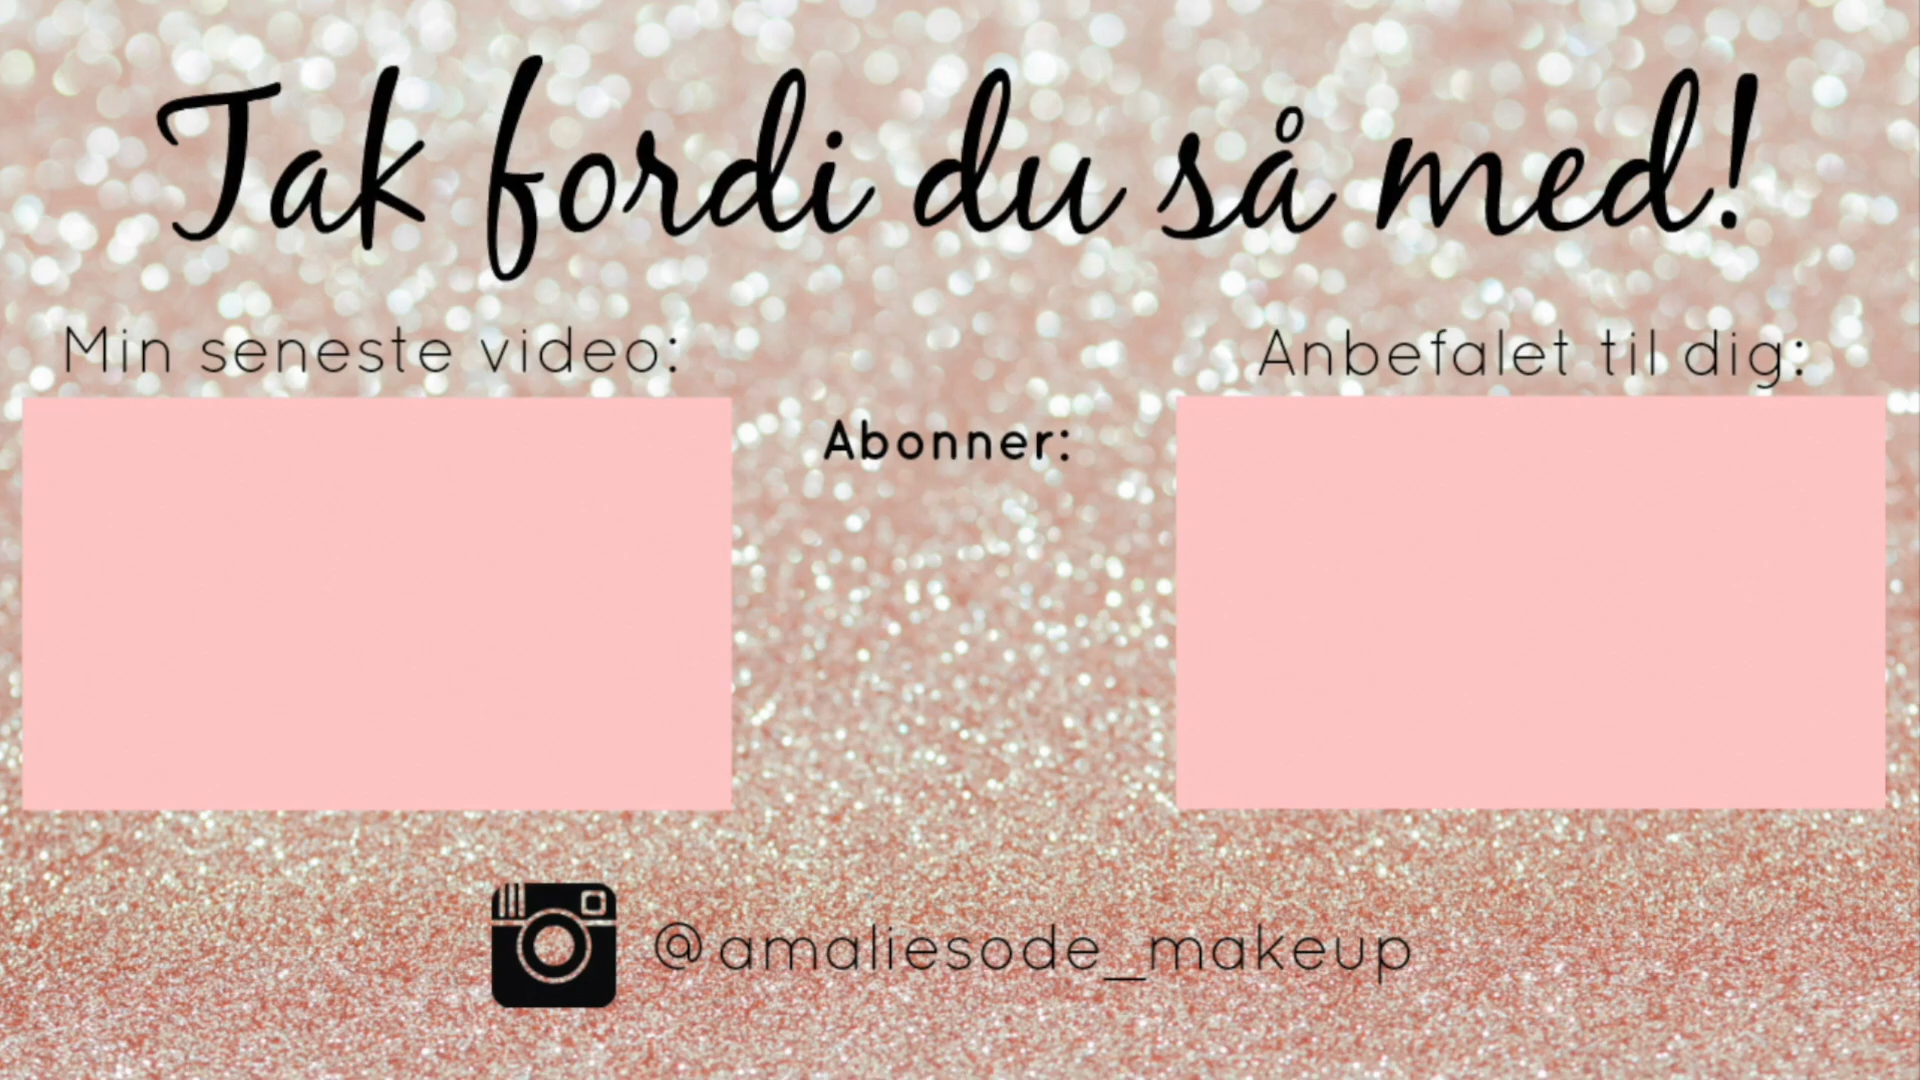 Tak fordi du så med!
Min seneste video:
Anbefalet til dig:
Abonner:
@amaliesode_makeup